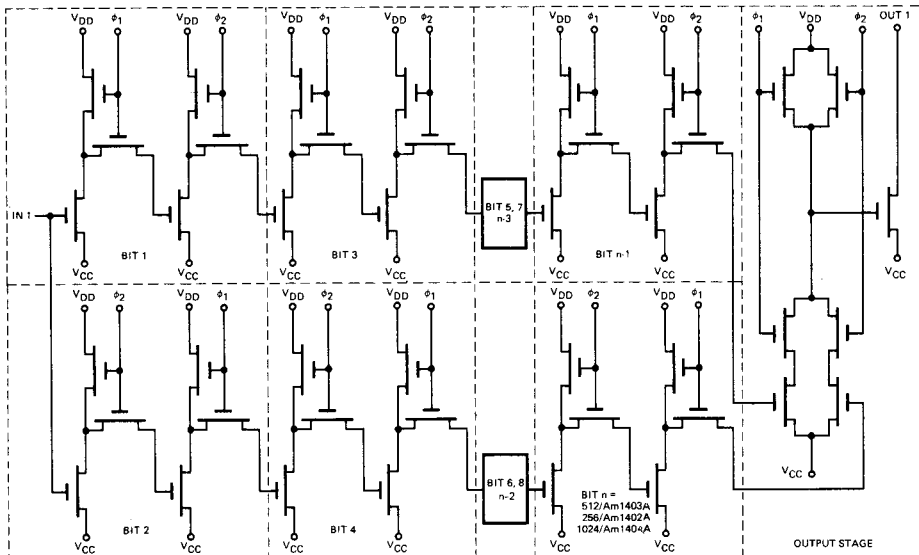 VDD ϕ1 VDD ϕ2 VDD ϕ1 VDD ϕ2 VDD ϕ1 VDD ϕ2 ϕ1 VDD ϕ2 OUT 1
IN 1
BIT 1
BIT 3
BIT 5, 7
n-3
BIT n-1
VCC VCC VCC VCC VCC VCC VCC
VDD ϕ2 VDD ϕ1 VDD ϕ2 VDD ϕ1 VDD ϕ2 VDD ϕ1
BIT 2
BIT 4
BIT 6, 8
n-2
BIT n =
512/Am1403A
256/Am1402A
1024/Am1404A
VCC
VCC VCC VCC VCC VCC VCC
OUTPUT STAGE